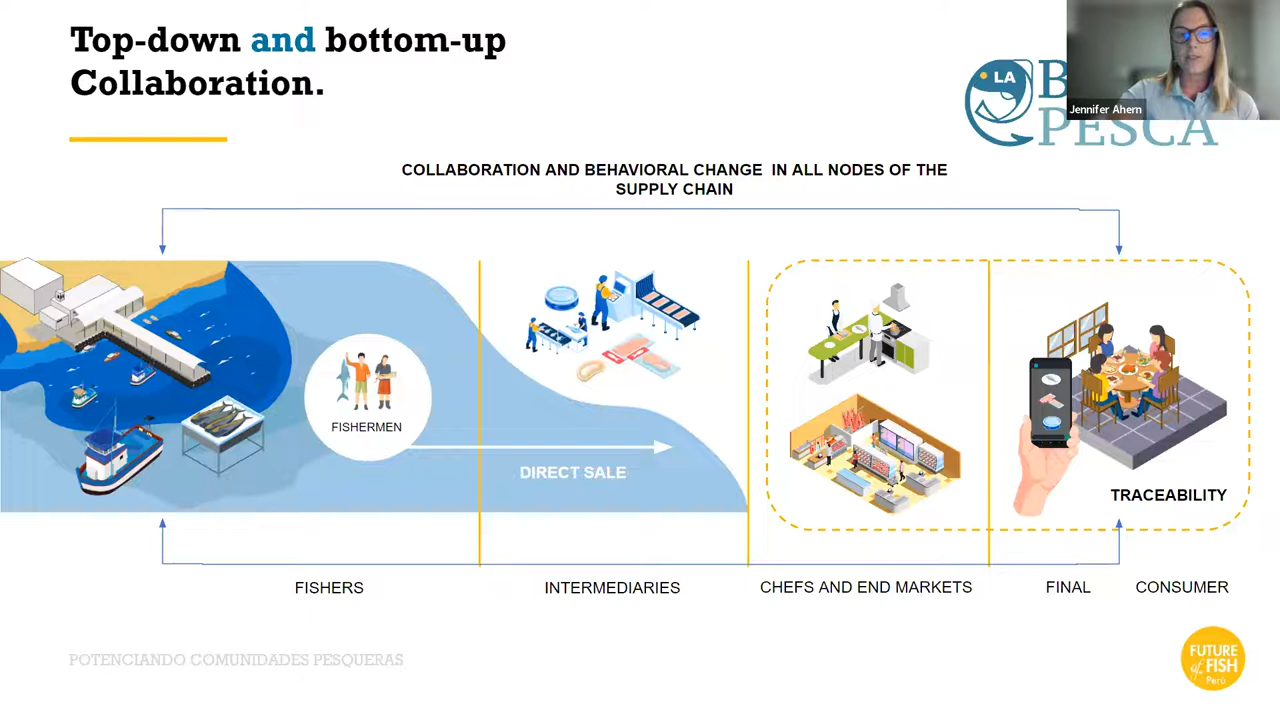 Top-down and bottom-up
Collaboration.
LA
PESCA
Jennifer Ahern
COLLABORATION AND BEHAVIORAL CHANGE IN ALL NODES OF THE
SUPPLY CHAIN
FISHERMEN
DIRECT SALE
TRACEABILITY
FISHERS
INTERMEDIARIES
CHEFS AND END MARKETS
FINAL CONSUMER
POTENCIANDO COMUNIDADES PESQUERAS
FUTURE
of FISH
Perú